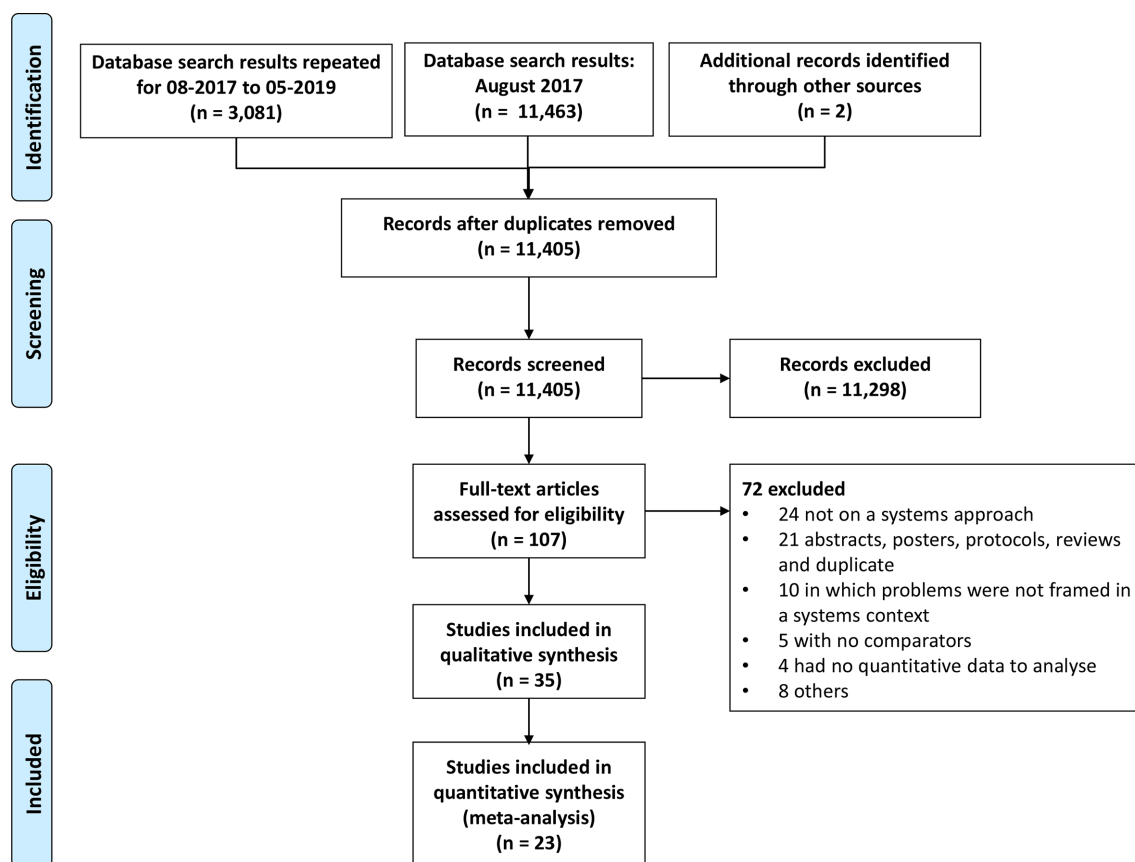 Identification
Database search results repeated
for 08-2017 to 05-2019
(n = 3,081)
Database search results:
August 2017
(n =  11,463)
Additional records identified
through other sources
(n = 2)
Screening
Records after duplicates removed
(n = 11,405)
Records screened
(n = 11,405)
Records excluded
(n = 11,298)
Eligibility
Full-text articles
assessed for eligibility
(n = 107)
72 excluded
• 24 not on a systems approach
• 21 abstracts, posters, protocols, reviews
and duplicate
• 10 in which problems were not framed in
a systems context
• 5 with no comparators
• 4 had no quantitative data to analyse
• 8 others
Studies included in
qualitative synthesis
(n = 35)
Included
Studies included in
quantitative synthesis
(meta-analysis)
(n = 23)